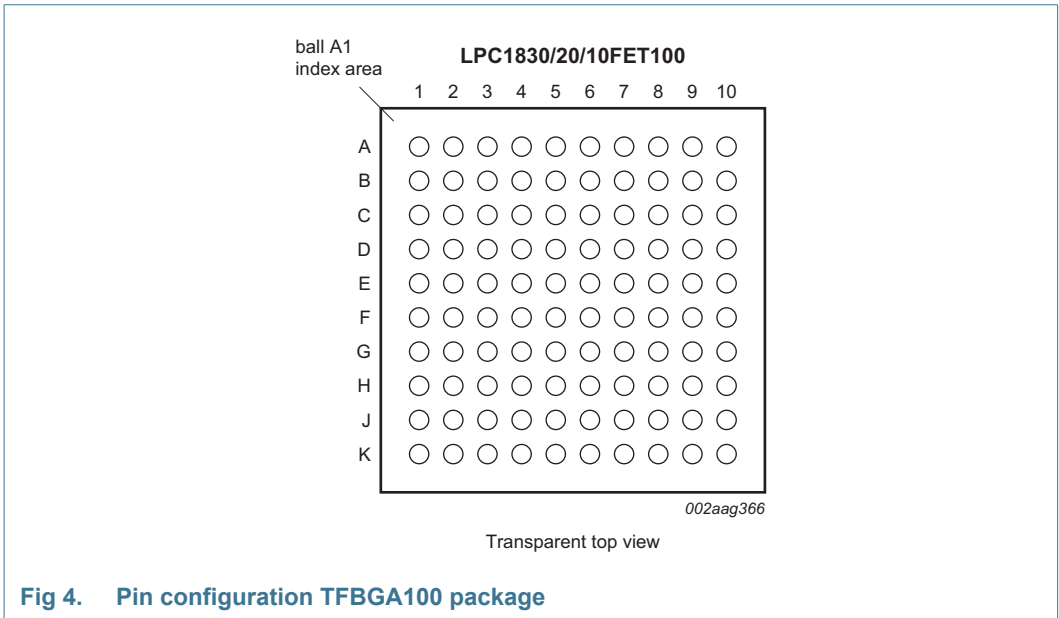 ball A1
index area
LPC1830/20/10FET100
1 2 3 4 5 6 7 8 9 10
A
B
C
D
E
F
G
H
J
K
002aag366
Transparent top view
Fig 4. Pin configuration TFBGA100 package